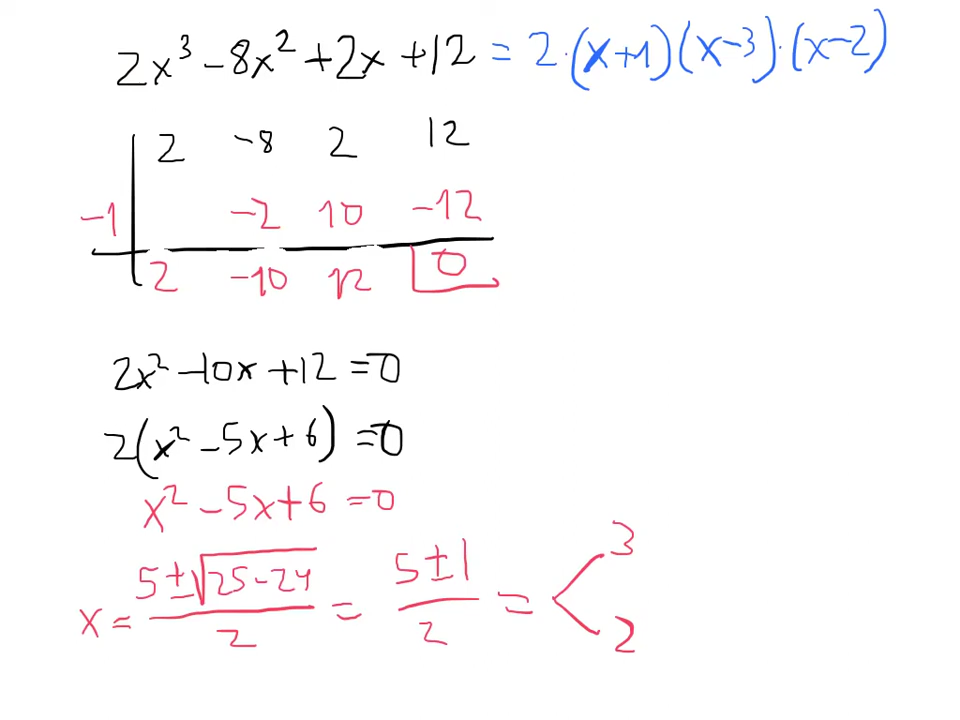 2x³ -8x² +2x +12 = 2·(x+1)(x-3)·(x-2)
2 -8 2 12
-1 -2 10 -12
2 -10 12 0
2x² -10x +12 =0
2(x² -5x+6) =0
x² -5x+6 =0
x = (5±√(25-24))/2 = (5±1)/2 = < 3
2